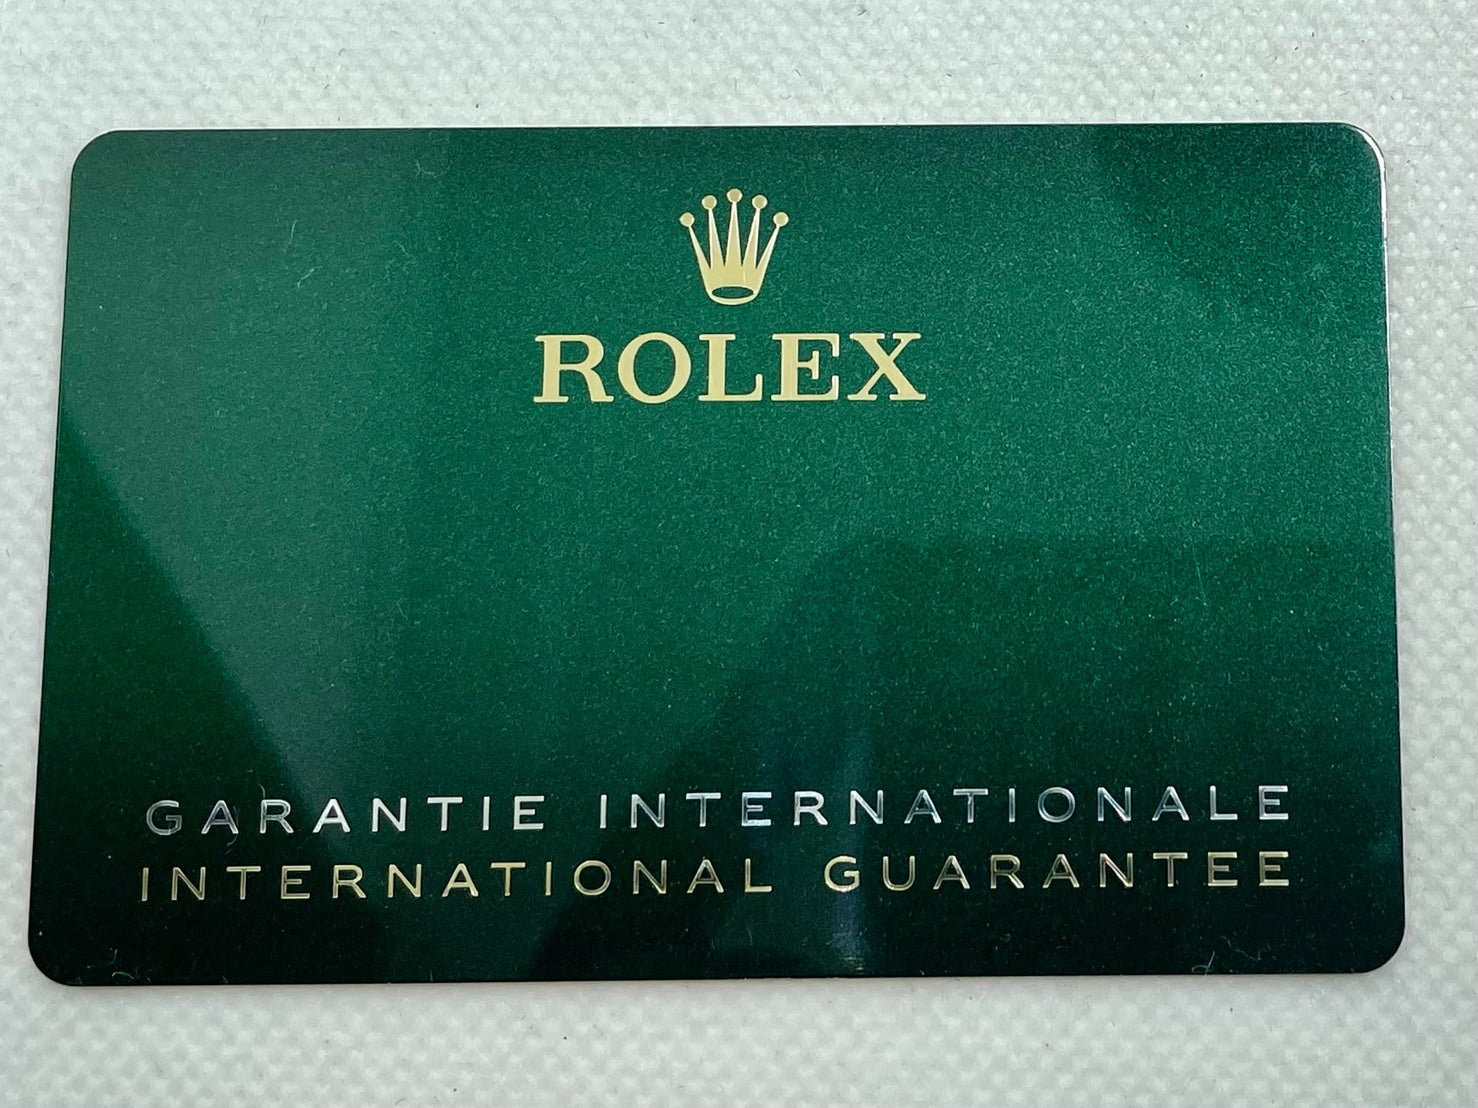 ROLEX
GARANTIE INTERNATIONALE
INTERNATIONAL GUARANTEE